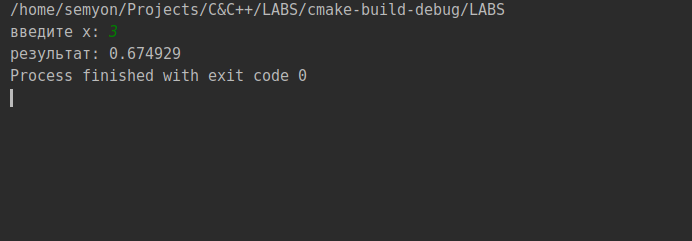 /home/semyon/Projects/C&C++/LABS/cmake-build-debug/LABS
введите x: 3
результат: 0.674929
Process finished with exit code 0